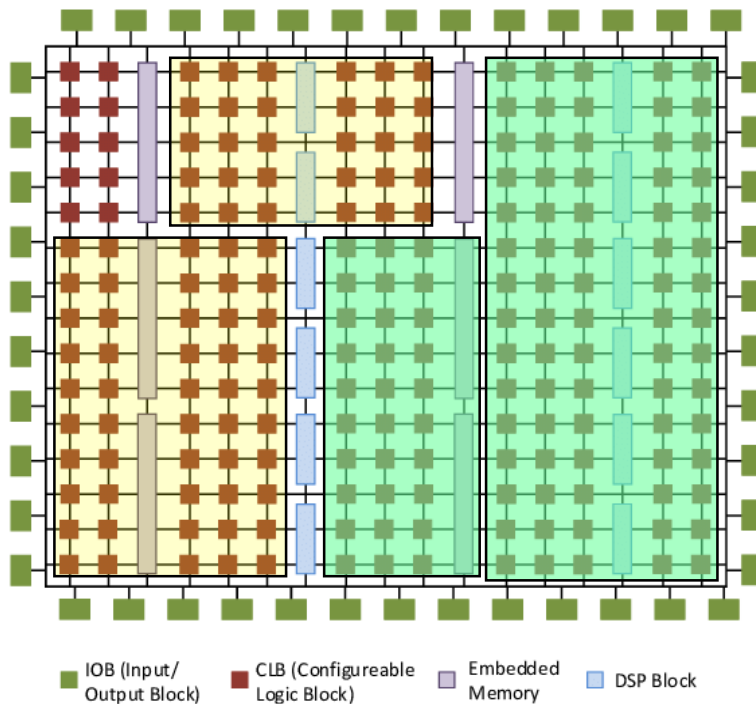 IOB (Input/
Output Block)
CLB (Configureable
Logic Block)
Embedded
Memory
DSP Block